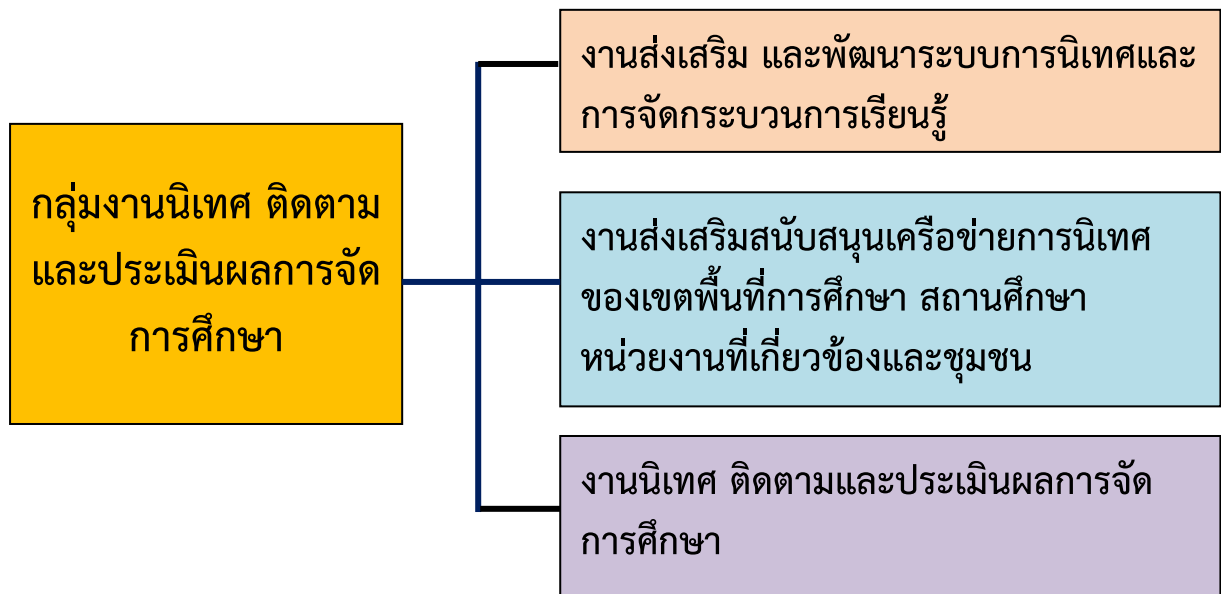 กลุ่มงานนิเทศ ติดตาม
และประเมินผลการจัด
การศึกษา
งานส่งเสริม และพัฒนาระบบการนิเทศและ
การจัดกระบวนการเรียนรู้
งานส่งเสริมสนับสนุนเครือข่ายการนิเทศ
ของเขตพื้นที่การศึกษา สถานศึกษา
หน่วยงานที่เกี่ยวข้องและชุมชน
งานนิเทศ ติดตามและประเมินผลการจัด
การศึกษา